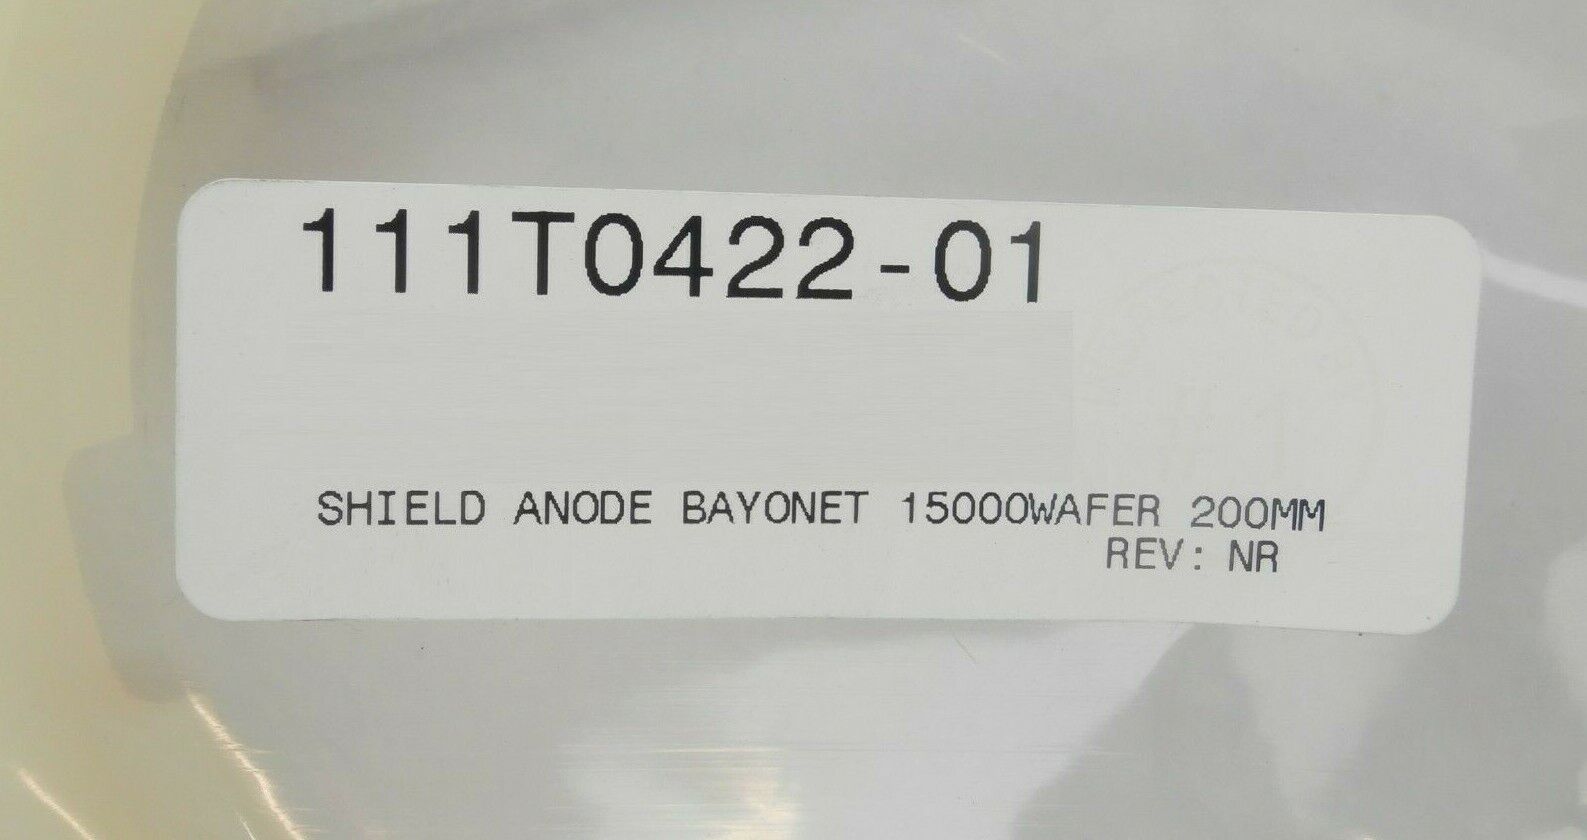 111T0422-01
SHIELD ANODE BAYONET 15000WAFER 200MM
REV: NR